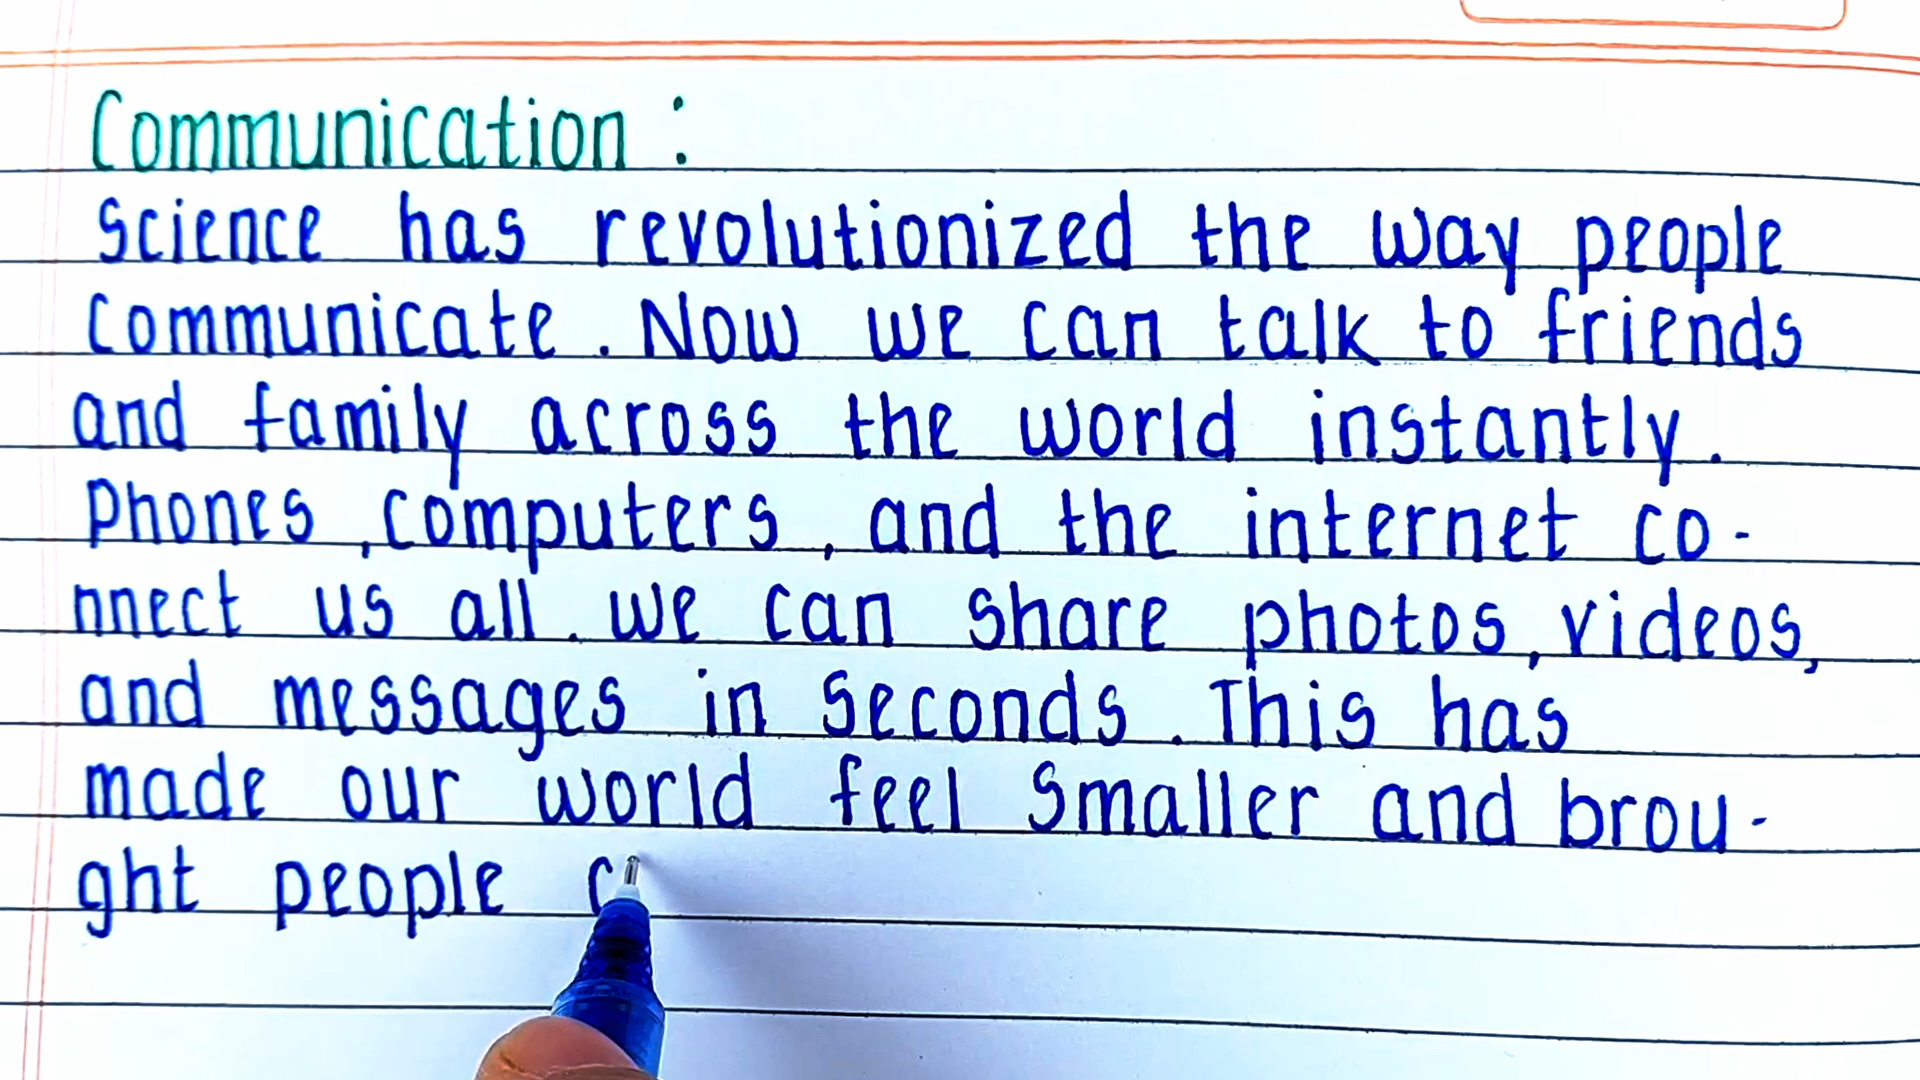 Communication :
Science has revolutionized the way people
communicate. Now we can talk to friends
and family across the world instantly.
Phones, computers, and the internet co-
nnect us all. we can share photos, videos,
and messages in seconds. This has
made our world feel smaller and brou-
ght people c